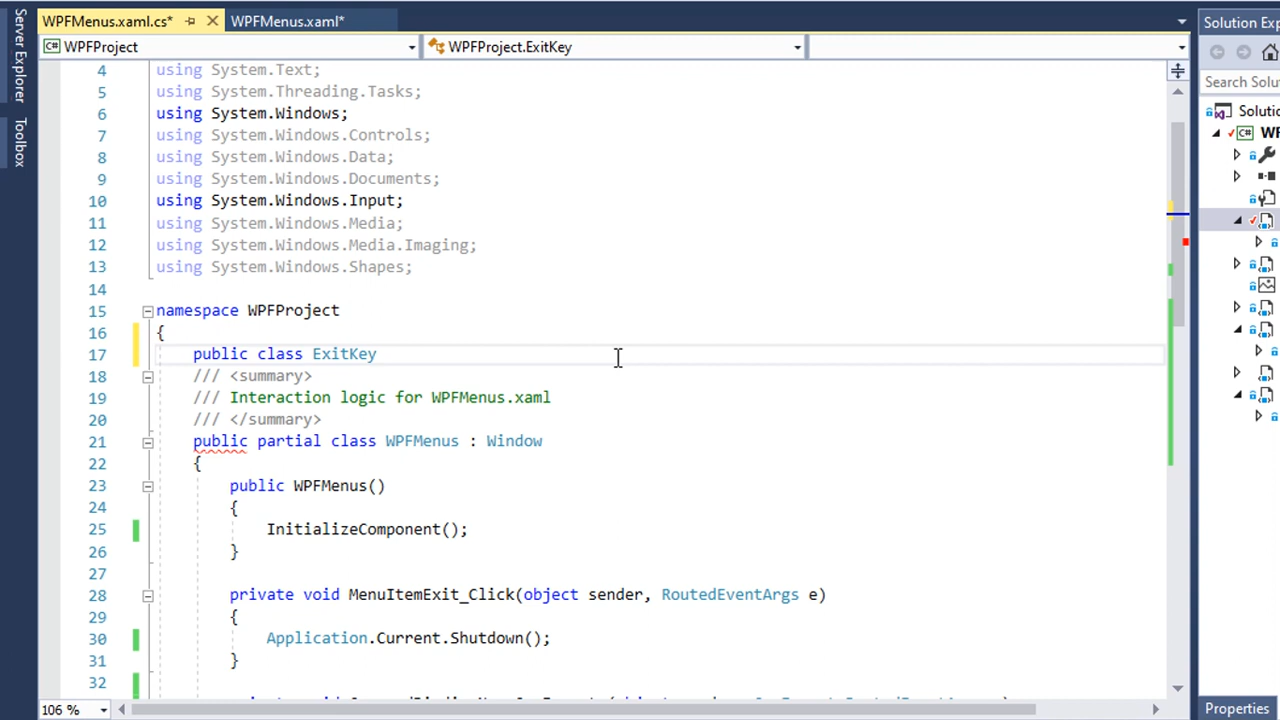 Server Explorer
Toolbox
WPFMenus.xaml.cs*
WPFMenus.xaml*
WPFProject
WPFProject.ExitKey
4 using System.Text;
5 using System.Threading.Tasks;
6 using System.Windows;
7 using System.Windows.Controls;
8 using System.Windows.Data;
9 using System.Windows.Documents;
10 using System.Windows.Input;
11 using System.Windows.Media;
12 using System.Windows.Media.Imaging;
13 using System.Windows.Shapes;
14
15 namespace WPFProject
16 {
17 public class ExitKey
18 /// <summary>
19 /// Interaction logic for WPFMenus.xaml
20 /// </summary>
21 public partial class WPFMenus : Window
22 {
23 public WPFMenus()
24 {
25 InitializeComponent();
26 }
27
28 private void MenuItemExit_Click(object sender, RoutedEventArgs e)
29 {
30 Application.Current.Shutdown();
31 }
32
106 %
Solution Exp
Search Solut
Solutio
C# WP
Properties